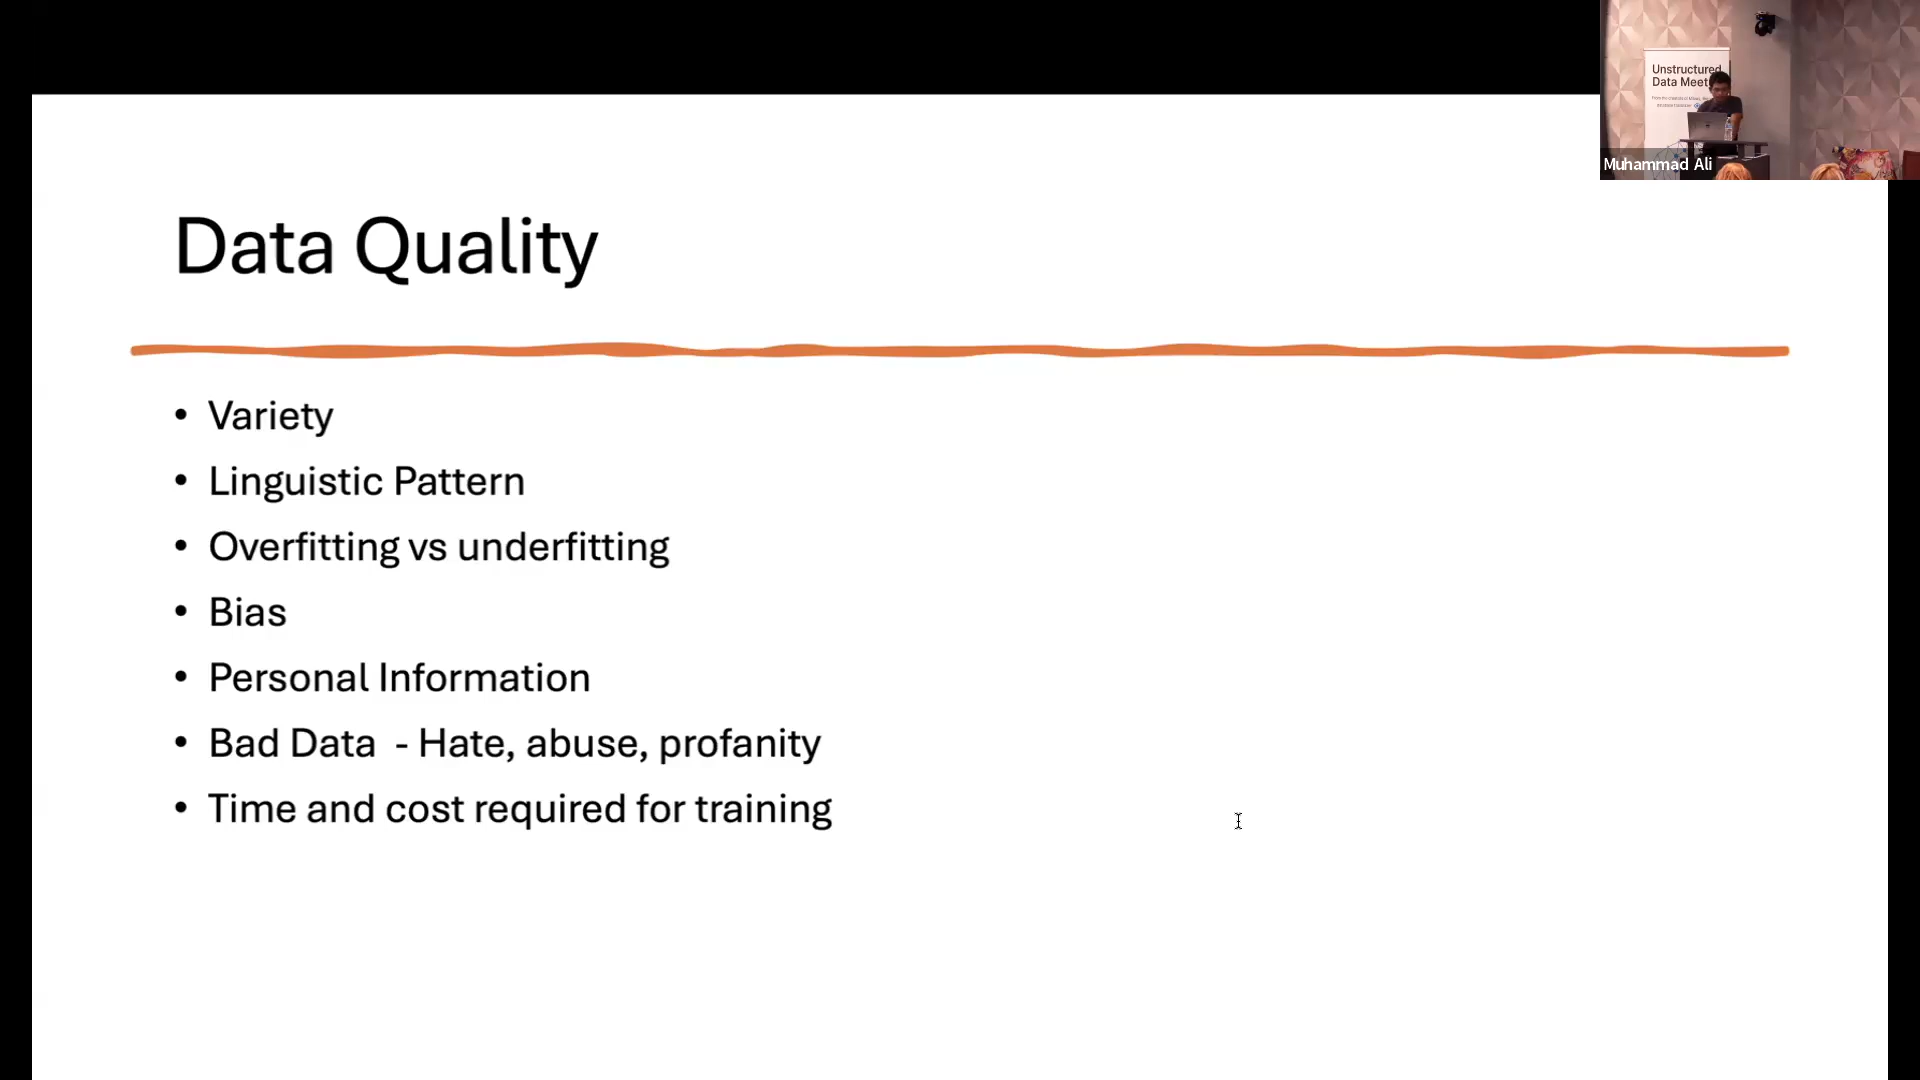 Unstructured
Data Meet
Muhammad Ali
Data Quality
• Variety
• Linguistic Pattern
• Overfitting vs underfitting
• Bias
• Personal Information
• Bad Data - Hate, abuse, profanity
• Time and cost required for training